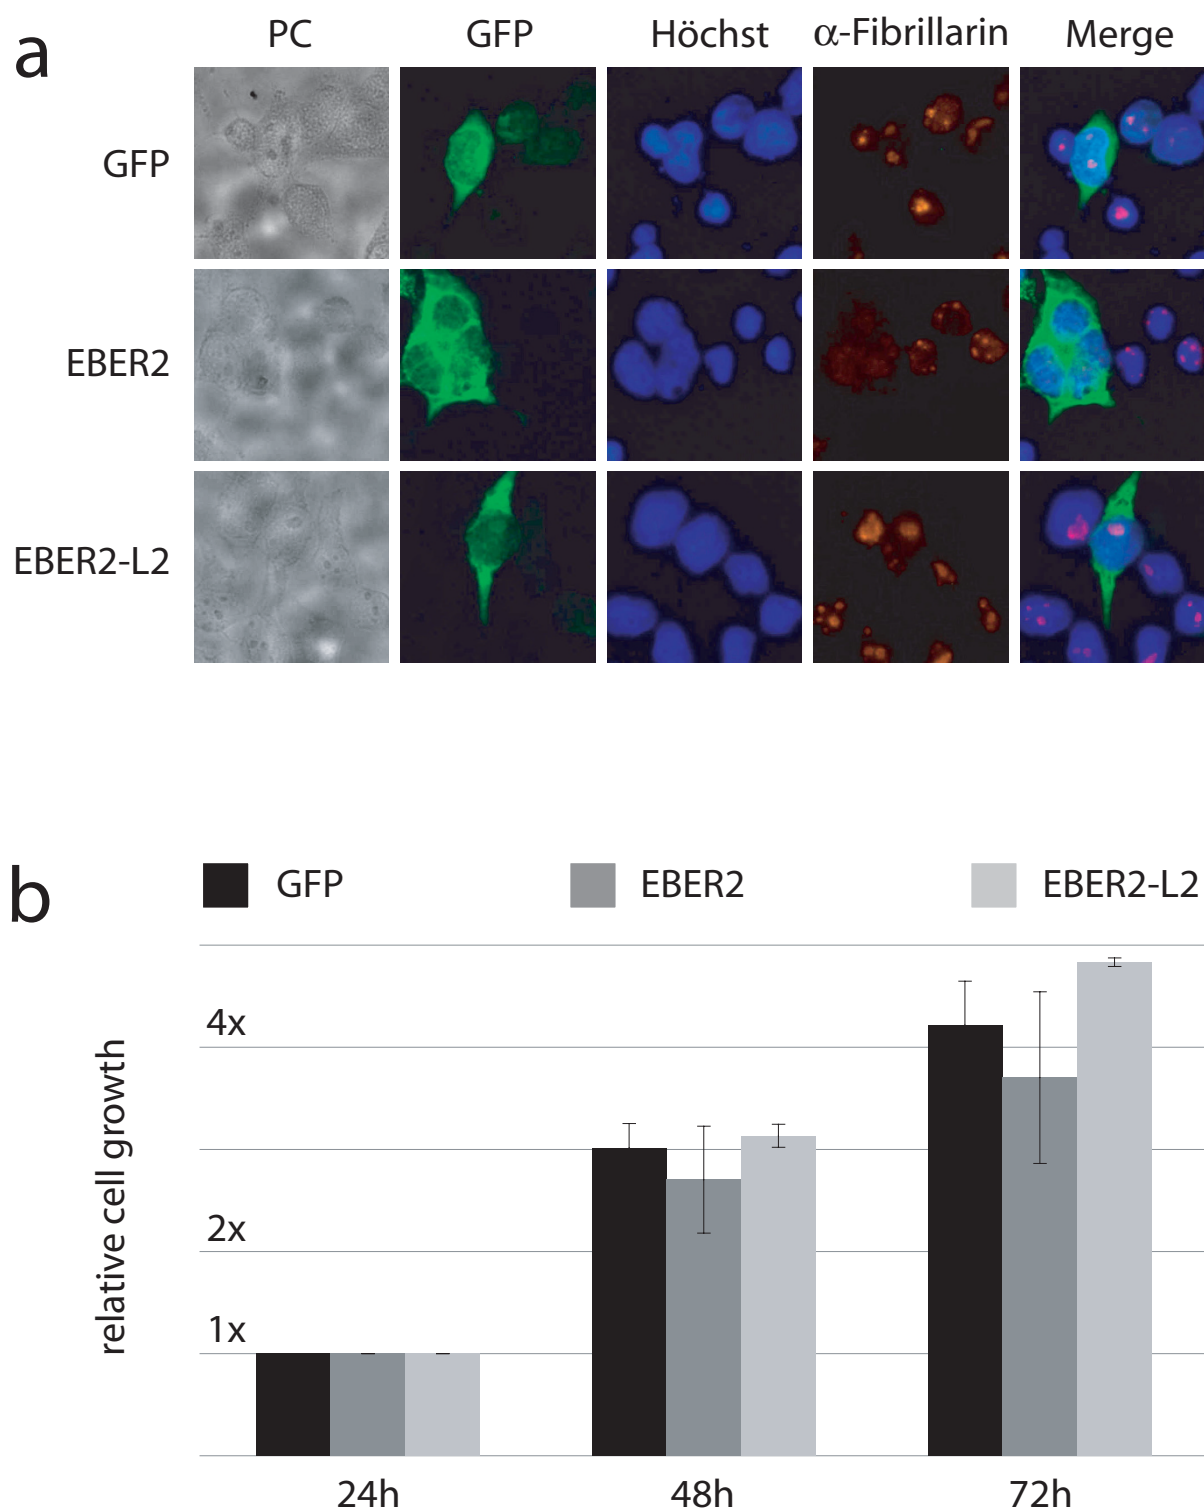 a
PC GFP Höchst α-Fibrillarin Merge
GFP
EBER2
EBER2-L2
b
GFP EBER2 EBER2-L2
relative cell growth
4x
2x
1x
24h 48h 72h